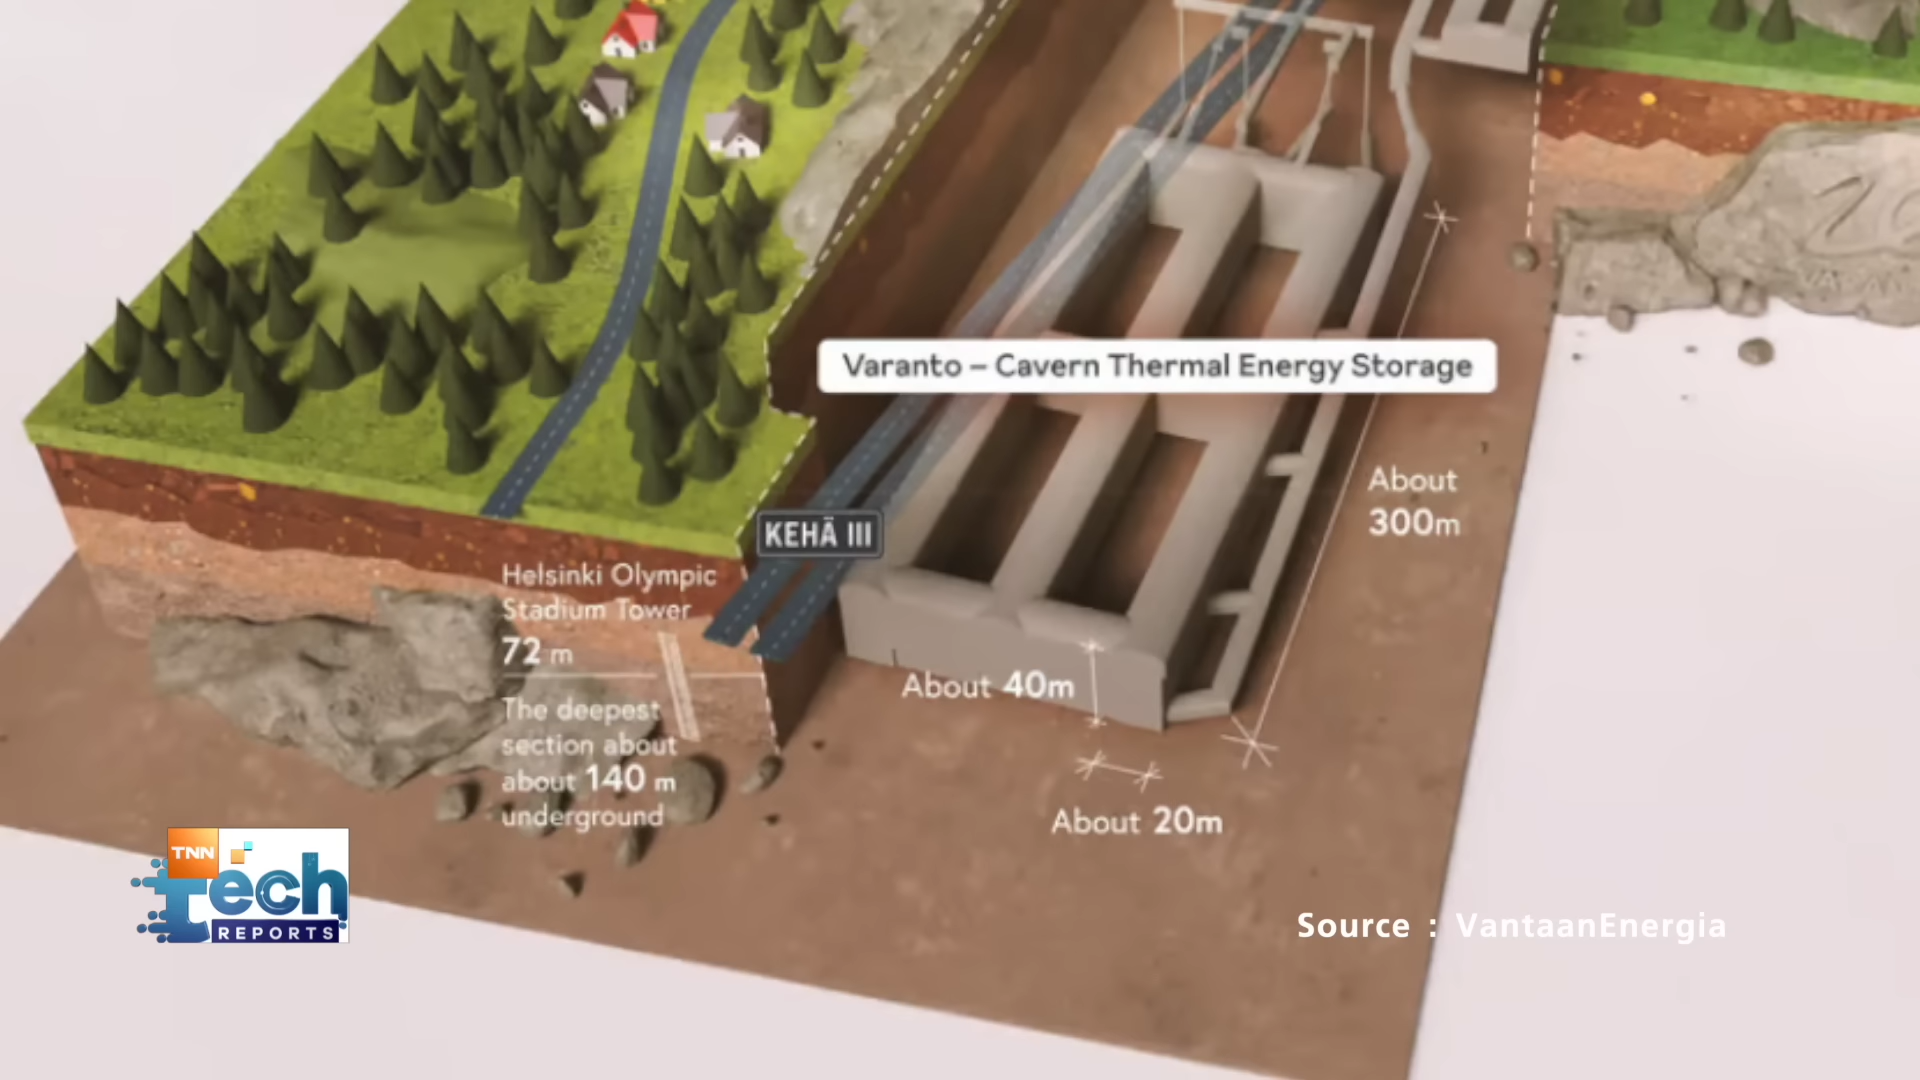 Varanto – Cavern Thermal Energy Storage
About
300m
KEHÄ III
Helsinki Olympic
Stadium Tower
72 m
The deepest
section about
about 140 m
underground
About 40m
About 20m
TNN
Tech
REPORTS
Source : VantaanEnergia